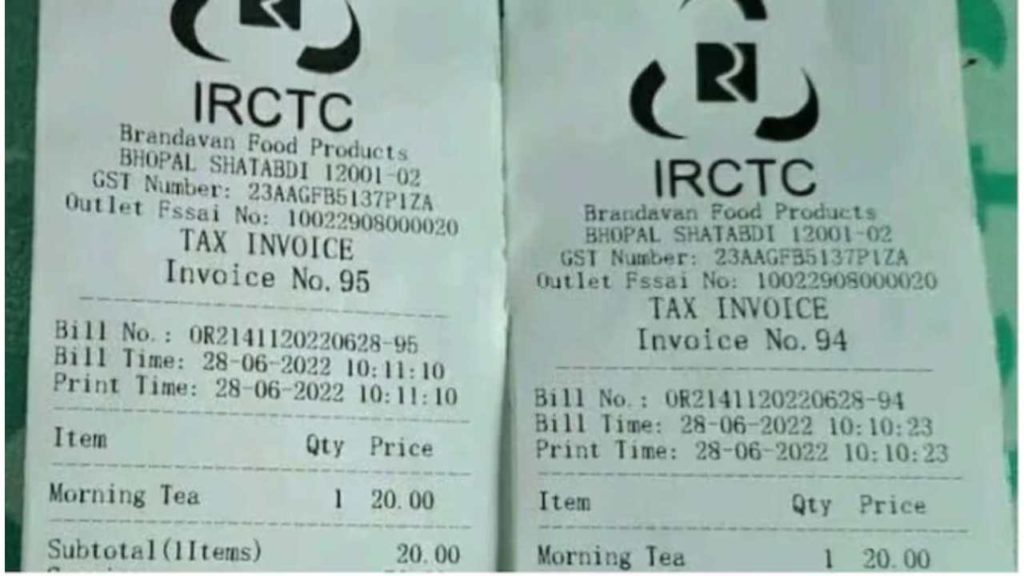 IRCTC
Brandavan Food Products
BHOPAL SHATABDI 12001-02
GST Number: 23AAGFB5137P1ZA
Outlet Fssai No: 10022908000020
TAX INVOICE
Invoice No. 95
Bill No.: OR2141120220628-95
Bill Time: 28-06-2022 10:11:10
Print Time: 28-06-2022 10:11:10
Item Qty Price
Morning Tea 1 20.00
Subtotal(1Items) 20.00
IRCTC
Brandavan Food Products
BHOPAL SHATABDI 12001-02
GST Number: 23AAGFB5137P1ZA
Outlet Fssai No: 10022908000020
TAX INVOICE
Invoice No. 94
Bill No.: OR2141120220628-94
Bill Time: 28-06-2022 10:10:23
Print Time: 28-06-2022 10:10:23
Item Qty Price
Morning Tea 1 20.00